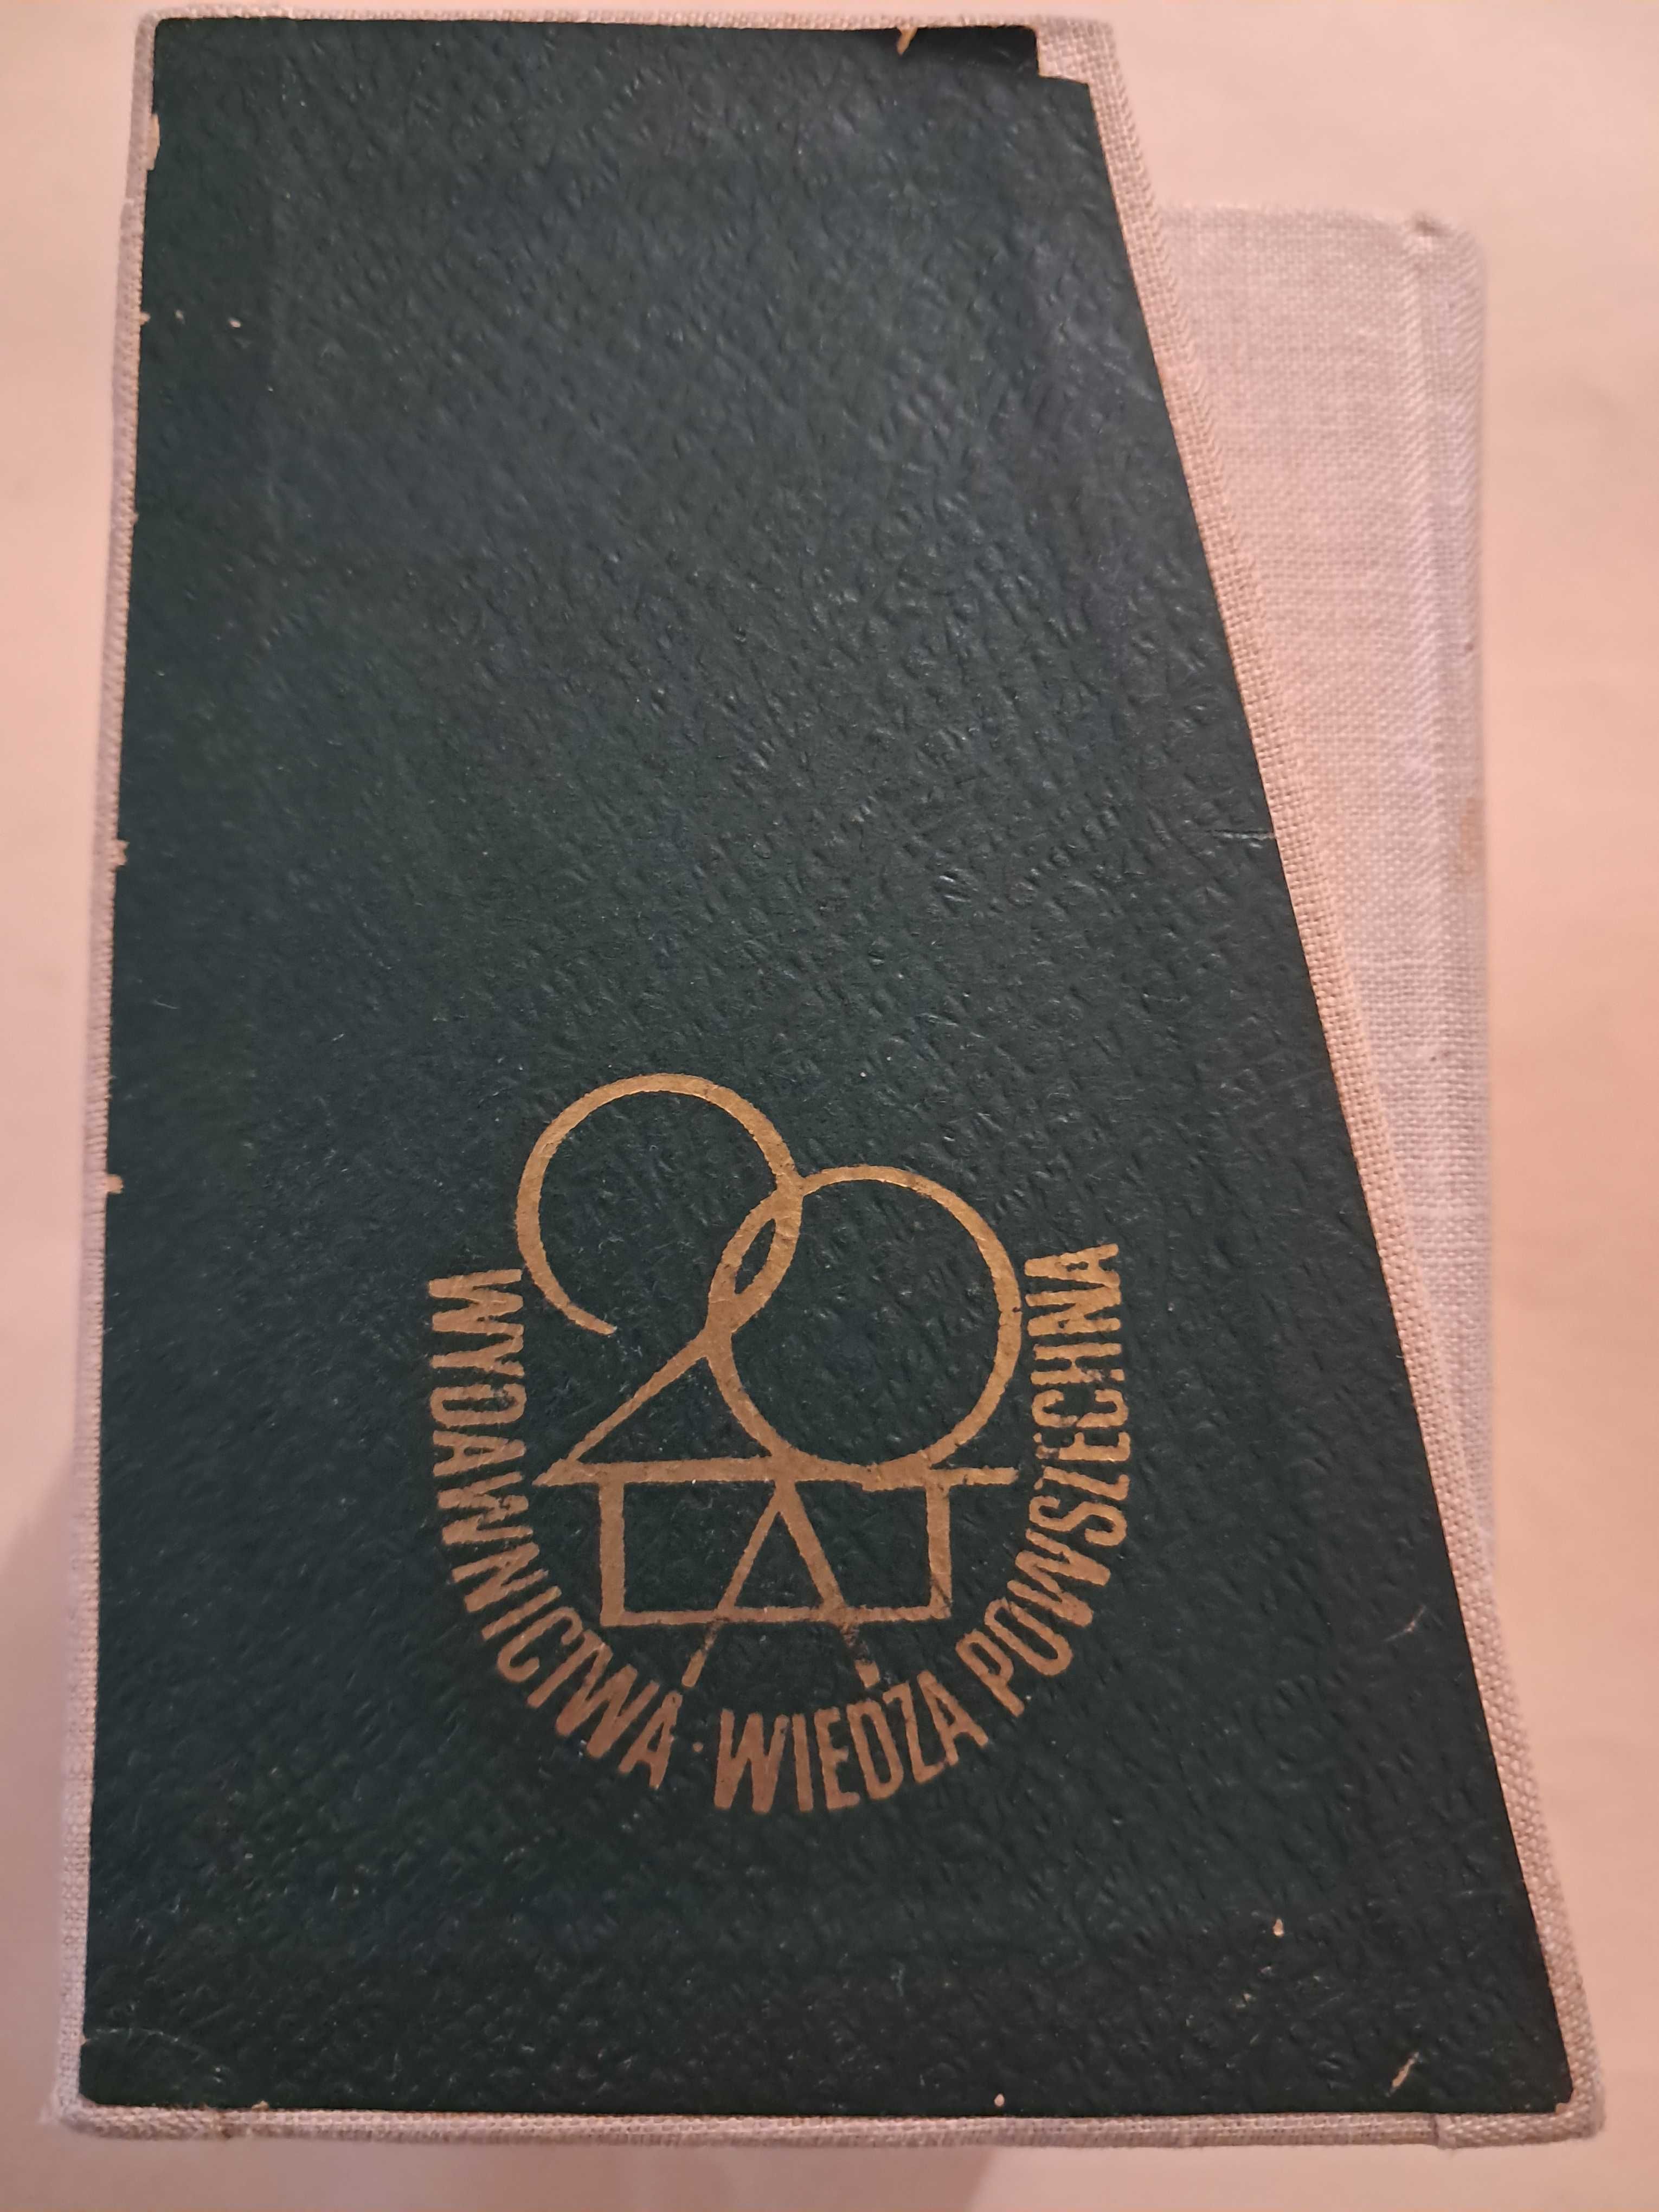 20
LAT
WYDAWNICTWA · WIEDZA POWSZECHNA